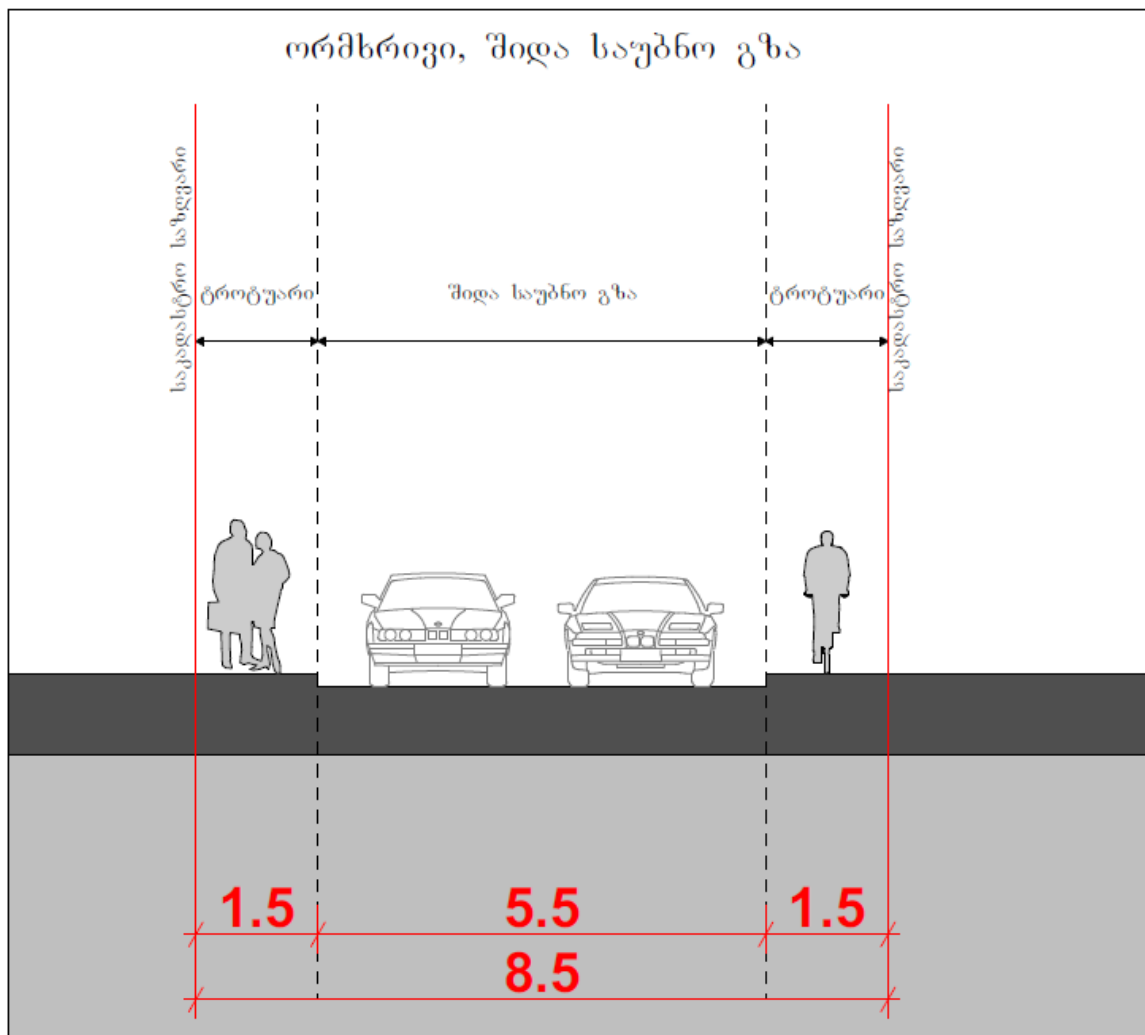 ორმხრივი, შიდა საუბნო გზა
საკადასტრო საზღვარი
ტროტუარი
შიდა საუბნო გზა
ტროტუარი
საკადასტრო საზღვარი
1.5
5.5
1.5
8.5